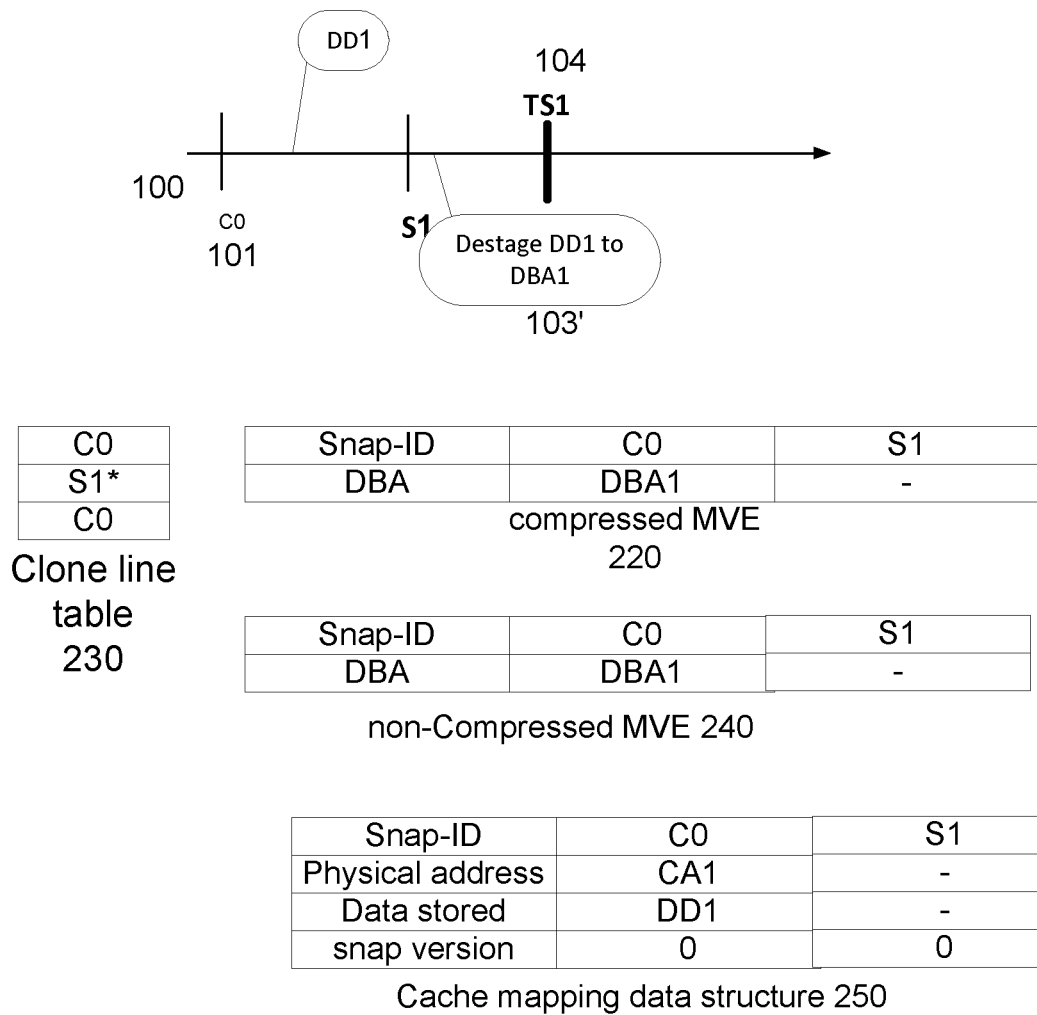 DD1
104
TS1
100
C0
101
S1
Destage DD1 to
DBA1
103'
C0
S1*
C0
Clone line
table
230
Snap-ID C0 S1
DBA DBA1 -
compressed MVE
220
Snap-ID C0 S1
DBA DBA1 -
non-Compressed MVE 240
Snap-ID C0 S1
Physical address CA1 -
Data stored DD1 -
snap version 0 0
Cache mapping data structure 250